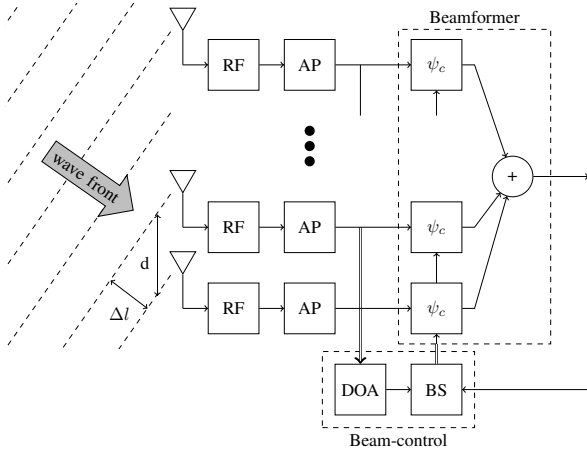 Beamformer
RF
AP
ψc
wave front
+
RF
AP
ψc
d
Δl
RF
AP
ψc
DOA
BS
Beam-control